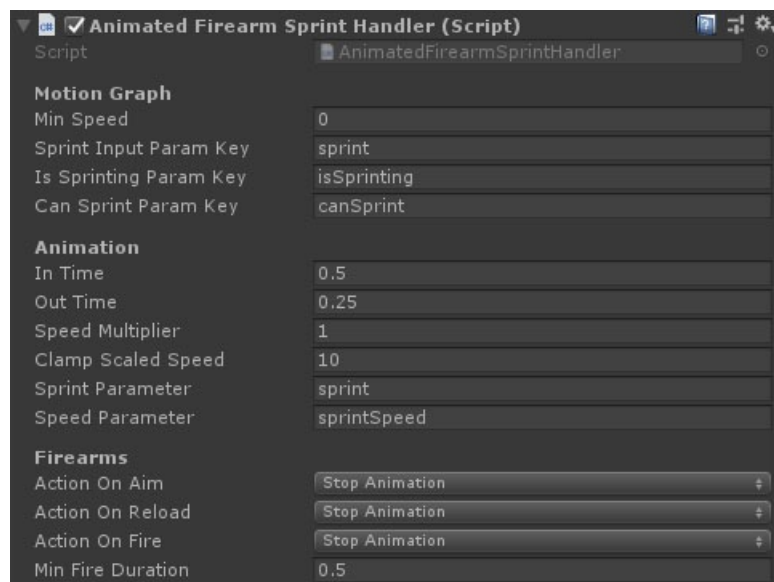 Animated Firearm Sprint Handler (Script)
Script AnimatedFirearmSprintHandler
Motion Graph
Min Speed 0
Sprint Input Param Key sprint
Is Sprinting Param Key isSprinting
Can Sprint Param Key canSprint
Animation
In Time 0.5
Out Time 0.25
Speed Multiplier 1
Clamp Scaled Speed 10
Sprint Parameter sprint
Speed Parameter sprintSpeed
Firearms
Action On Aim Stop Animation
Action On Reload Stop Animation
Action On Fire Stop Animation
Min Fire Duration 0.5